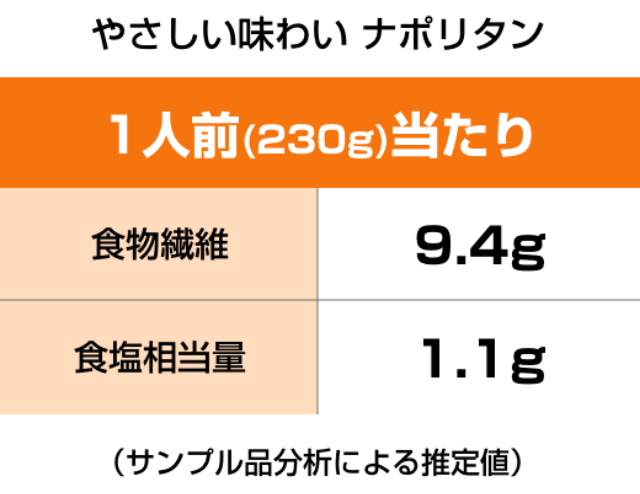 やさしい味わい ナポリタン
1人前(230g)当たり
食物繊維 9.4g
食塩相当量 1.1g
（サンプル品分析による推定値）